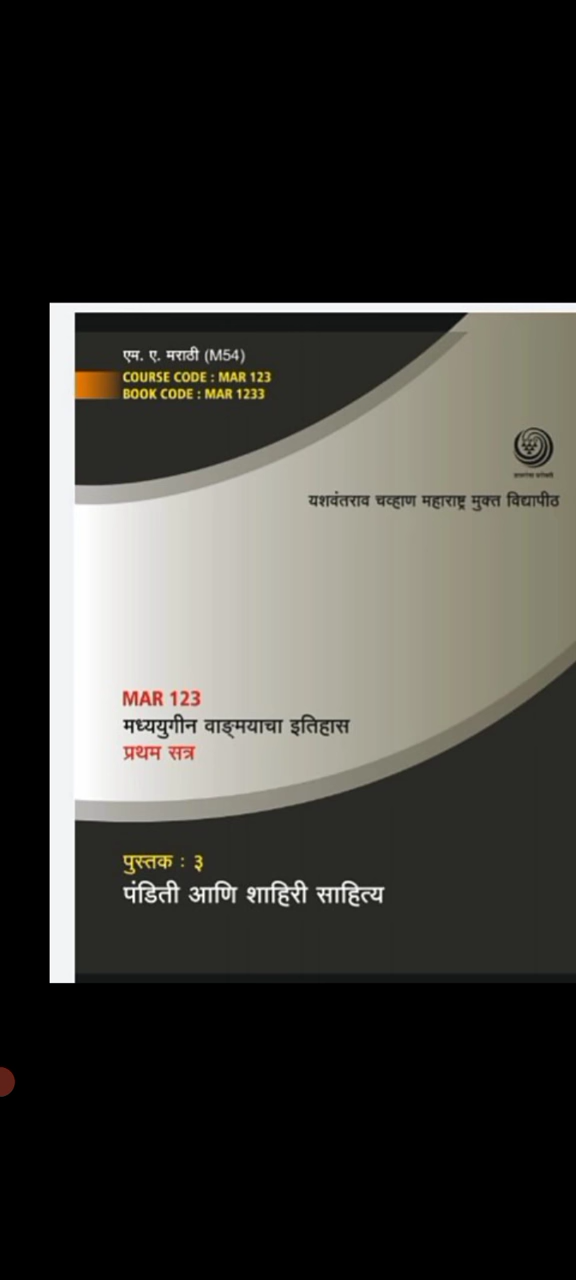 एम. ए. मराठी (M54)
COURSE CODE : MAR 123
BOOK CODE : MAR 1233
यशवंतराव चव्हाण महाराष्ट्र मुक्त विद्यापीठ
MAR 123
मध्ययुगीन वाङ्मयाचा इतिहास
प्रथम सत्र
पुस्तक : ३
पंडिती आणि शाहिरी साहित्य